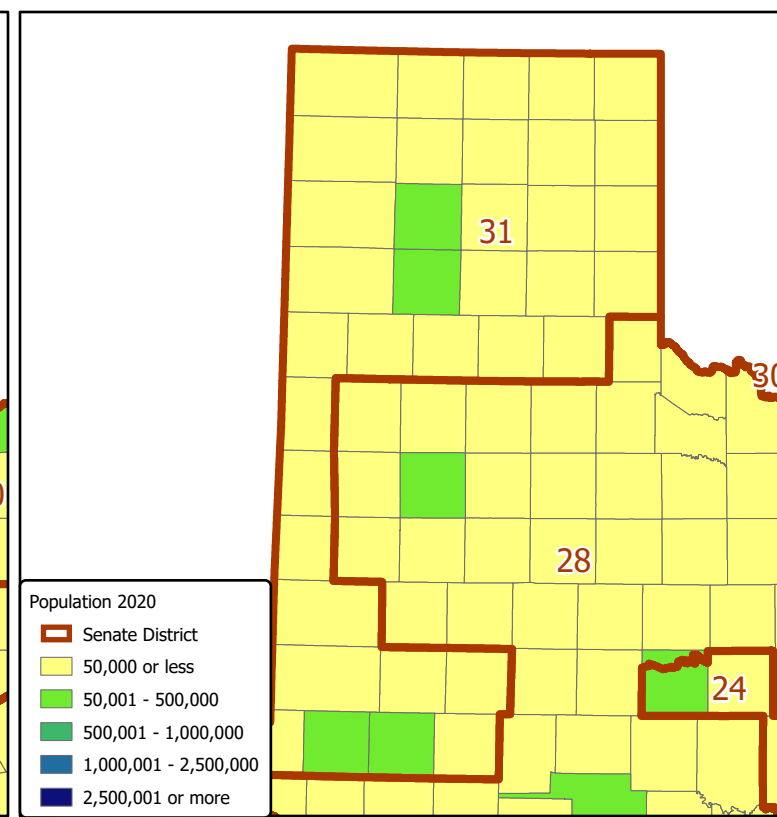 31
30
28
24
Population 2020
Senate District
50,000 or less
50,001 - 500,000
500,001 - 1,000,000
1,000,001 - 2,500,000
2,500,001 or more